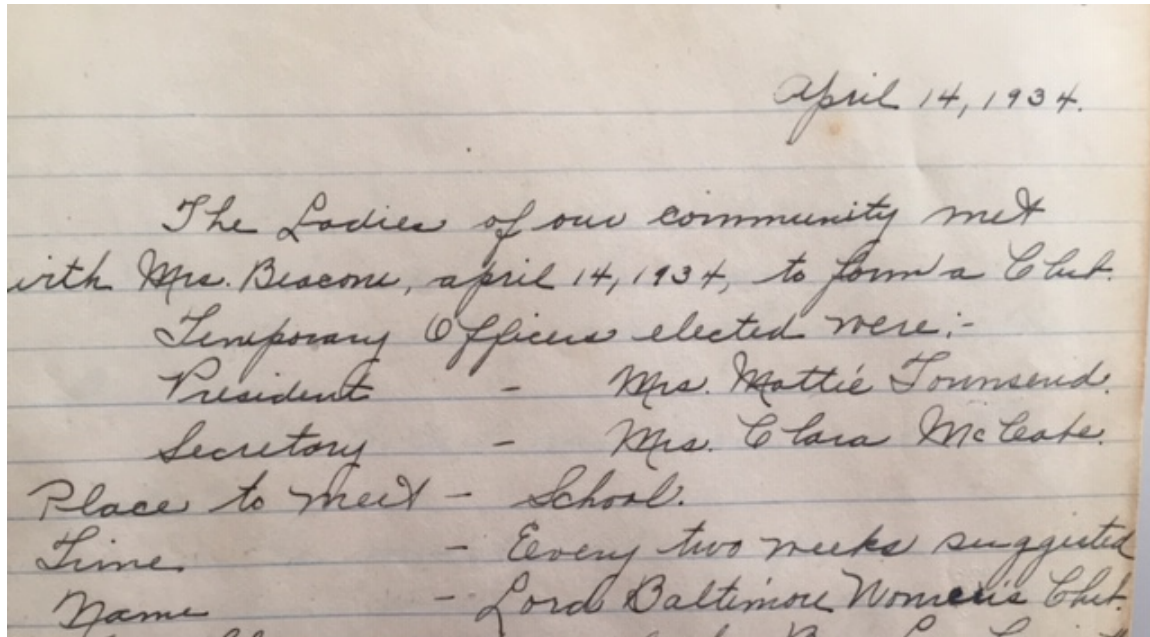 April 14, 1934.
The Ladies of our community met
with Mrs. Beacom, april 14, 1934, to form a Club.
Temporary Officers elected were:-
President - Mrs. Mattie Townsend.
Secretary - Mrs. Clara McCabe.
Place to meet - School.
Time - Every two weeks suggested
Name - Lord Baltimore Women's Club.